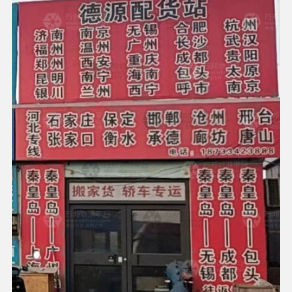 德源配货站
济南 南京 无锡 合肥 杭州
福州 温州 广州 长沙 武汉
郑州 西安 重庆 成都 贵阳
昆明 南宁 海南 包头 太原
银川 兰州 西宁 呼市 南京
河北专线
石家庄 保定 邯郸 沧州 邢台
张家口 衡水 承德 廊坊 唐山
电话:
搬家货 轿车专运
秦皇岛——上海
秦皇岛——广州
秦皇岛——无锡
秦皇岛——成都
秦皇岛——包头